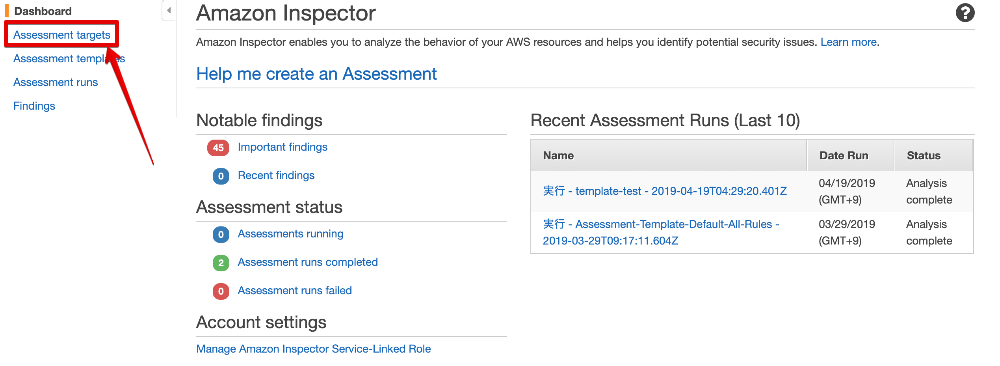 Dashboard
Assessment targets
Assessment templates
Assessment runs
Findings
Amazon Inspector
?
Amazon Inspector enables you to analyze the behavior of your AWS resources and helps you identify potential security issues. Learn more.
Help me create an Assessment
Notable findings
45 Important findings
0 Recent findings
Assessment status
0 Assessments running
2 Assessment runs completed
0 Assessment runs failed
Account settings
Manage Amazon Inspector Service-Linked Role
Recent Assessment Runs (Last 10)
Name Date Run Status
実行 - template-test - 2019-04-19T04:29:20.401Z 04/19/2019 Analysis
(GMT+9) complete
実行 - Assessment-Template-Default-All-Rules - 03/29/2019 Analysis
2019-03-29T09:17:11.604Z (GMT+9) complete